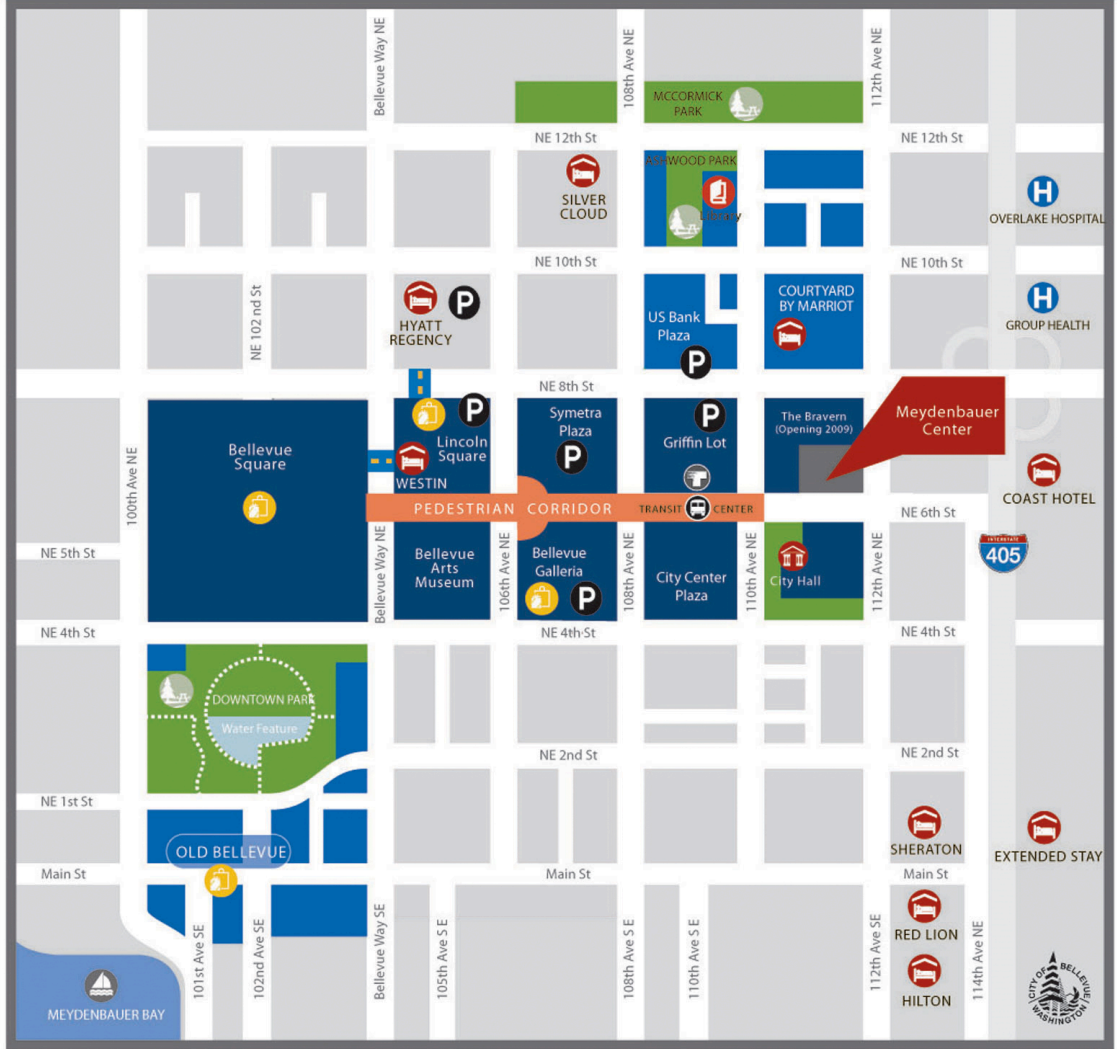 Bellevue Way NE
108th Ave NE
112th Ave NE
MCCORMICK
PARK
NE 12th St
NE 12th St
SILVER
CLOUD
ASHWOOD PARK
Library
H
OVERLAKE HOSPITAL
NE 10th St
NE 10th St
NE 102 nd St
HYATT
REGENCY
P
US Bank
Plaza
P
COURTYARD
BY MARRIOT
H
GROUP HEALTH
NE 8th St
100th Ave NE
Bellevue
Square
P
Lincoln
Square
WESTIN
Symetra
Plaza
P
P
Griffin Lot
The Bravern
(Opening 2009)
Meydenbauer
Center
COAST HOTEL
PEDESTRIAN CORRIDOR
TRANSIT
CENTER
NE 6th St
NE 5th St
Bellevue Way NE
Bellevue
Arts
Museum
106th Ave NE
Bellevue
Galleria
P
108th Ave NE
City Center
Plaza
110th Ave NE
City Hall
112th Ave NE
INTERSTATE
405
NE 4th St
NE 4th St
NE 4th St
DOWNTOWN PARK
Water Feature
NE 2nd St
NE 2nd St
NE 1st St
OLD BELLEVUE
SHERATON
EXTENDED STAY
Main St
Main St
Main St
101st Ave SE
102nd Ave SE
Bellevue Way SE
105th Ave S E
108th Ave S E
110th Ave S E
112th Ave SE
RED LION
HILTON
114th Ave NE
MEYDENBAUER BAY
CITY OF BELLEVUE
WASHINGTON